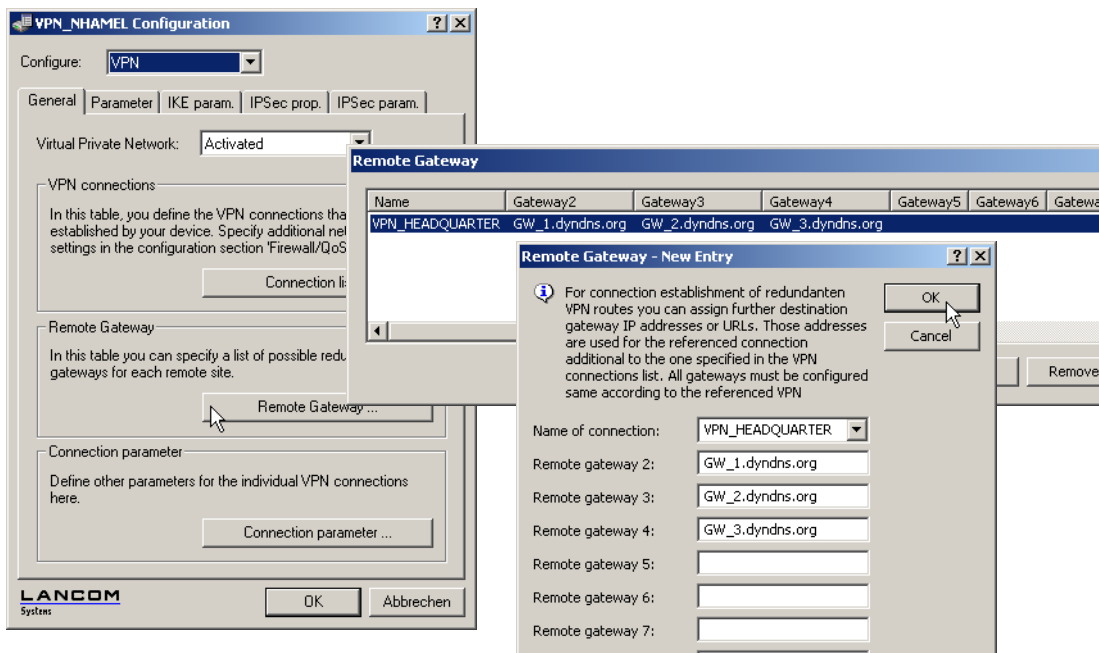 VPN_NHAMEL Configuration
Configure: VPN
General Parameter IKE param. IPSec prop. IPSec param.
Virtual Private Network: Activated
VPN connections
In this table, you define the VPN connections
established by your device. Specify additional
settings in the configuration section 'Firewall/QoS
Connection
Remote Gateway
In this table you can specify a list of possible
gateways for each remote site.
Remote Gateway ...
Connection parameter
Define other parameters for the individual VPN connections
here.
Connection parameter ...
LANCOM
Systems
OK Abbrechen
Remote Gateway
Name Gateway2 Gateway3 Gateway4 Gateway5 Gateway6
VPN_HEADQUARTER GW_1.dyndns.org GW_2.dyndns.org GW_3.dyndns.org
Remove
Remote Gateway - New Entry
For connection establishment of redundanten
VPN routes you can assign further destination
gateway IP addresses or URLs. Those addresses
are used for the referenced connection
additional to the one specified in the VPN
connections list. All gateways must be configured
same according to the referenced VPN
OK
Cancel
Name of connection: VPN_HEADQUARTER
Remote gateway 2: GW_1.dyndns.org
Remote gateway 3: GW_2.dyndns.org
Remote gateway 4: GW_3.dyndns.org
Remote gateway 5:
Remote gateway 6:
Remote gateway 7: